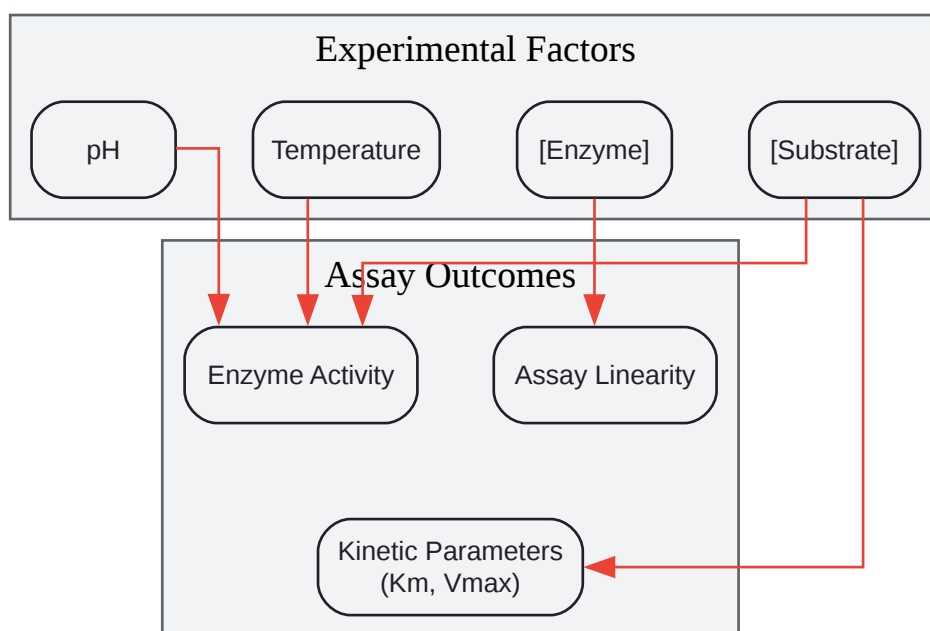 Experimental Factors
pH
Temperature
[Enzyme]
[Substrate]
Assay Outcomes
Enzyme Activity
Assay Linearity
Kinetic Parameters
(Km, Vmax)